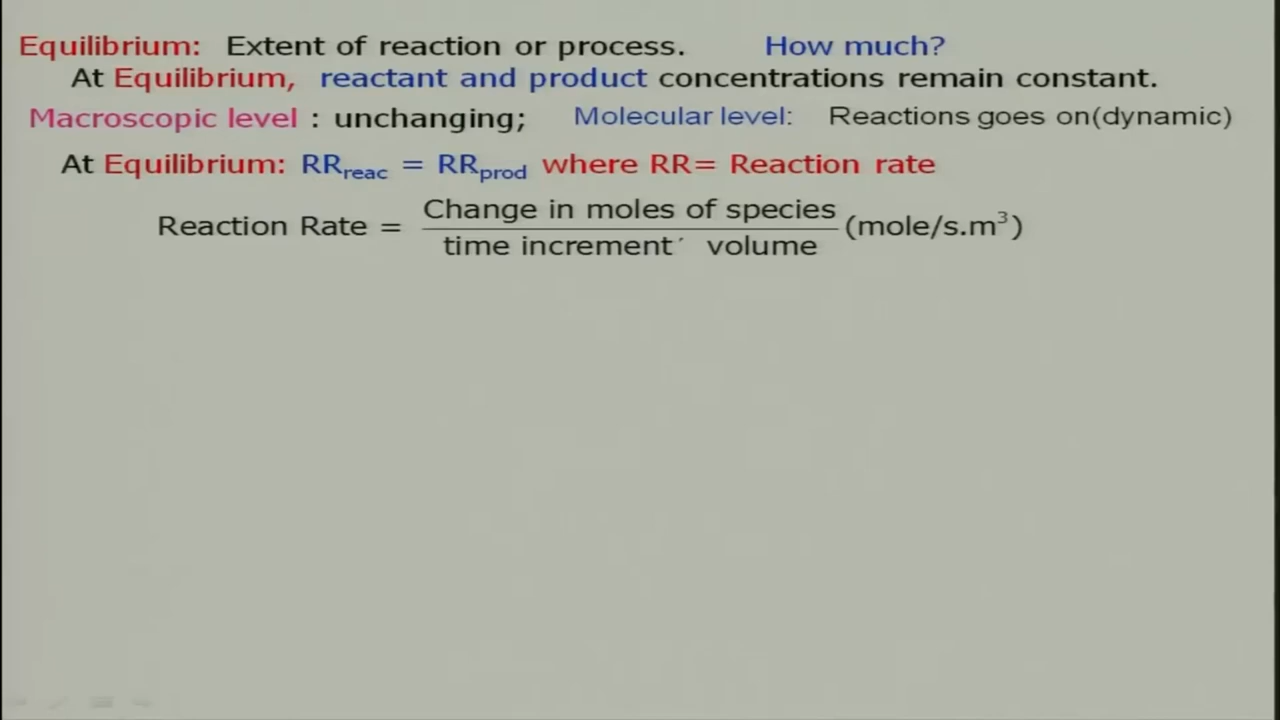 Equilibrium: Extent of reaction or process. How much?
At Equilibrium, reactant and product concentrations remain constant.
Macroscopic level : unchanging; Molecular level: Reactions goes on(dynamic)
At Equilibrium: RRreac = RRprod where RR= Reaction rate
Reaction Rate = Change in moles of species / time increment´ volume (mole/s.m³)